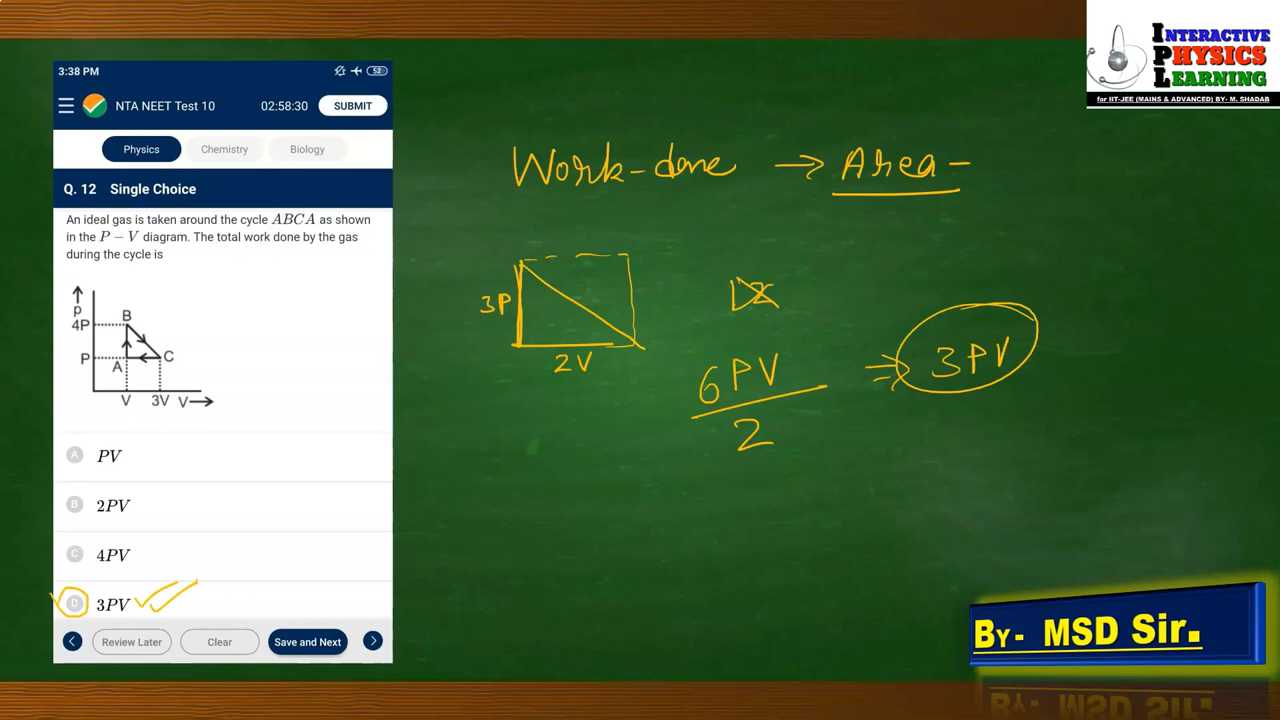 INTERACTIVE
PHYSICS
LEARNING
for IIT-JEE (MAINS & ADVANCED) BY- M. SHADAB
3:38 PM
52
NTA NEET Test 10
02:58:30
SUBMIT
Physics
Chemistry
Biology
Q. 12 Single Choice
An ideal gas is taken around the cycle ABCA as shown
in the P − V diagram. The total work done by the gas
during the cycle is
p
4P
B
P
A
C
V
3V
V
A PV
B 2PV
C 4PV
D 3PV
Review Later
Clear
Save and Next
Work-done → Area-
3P
2V
6PV
2
⇒ 3PV
BY- MSD Sir.